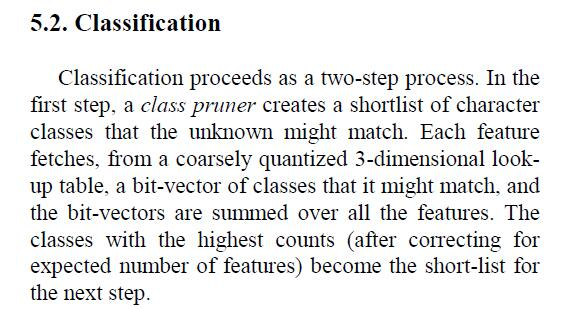 5.2. Classification
Classification proceeds as a two-step process. In the
first step, a class pruner creates a shortlist of character
classes that the unknown might match. Each feature
fetches, from a coarsely quantized 3-dimensional look-
up table, a bit-vector of classes that it might match, and
the bit-vectors are summed over all the features. The
classes with the highest counts (after correcting for
expected number of features) become the short-list for
the next step.